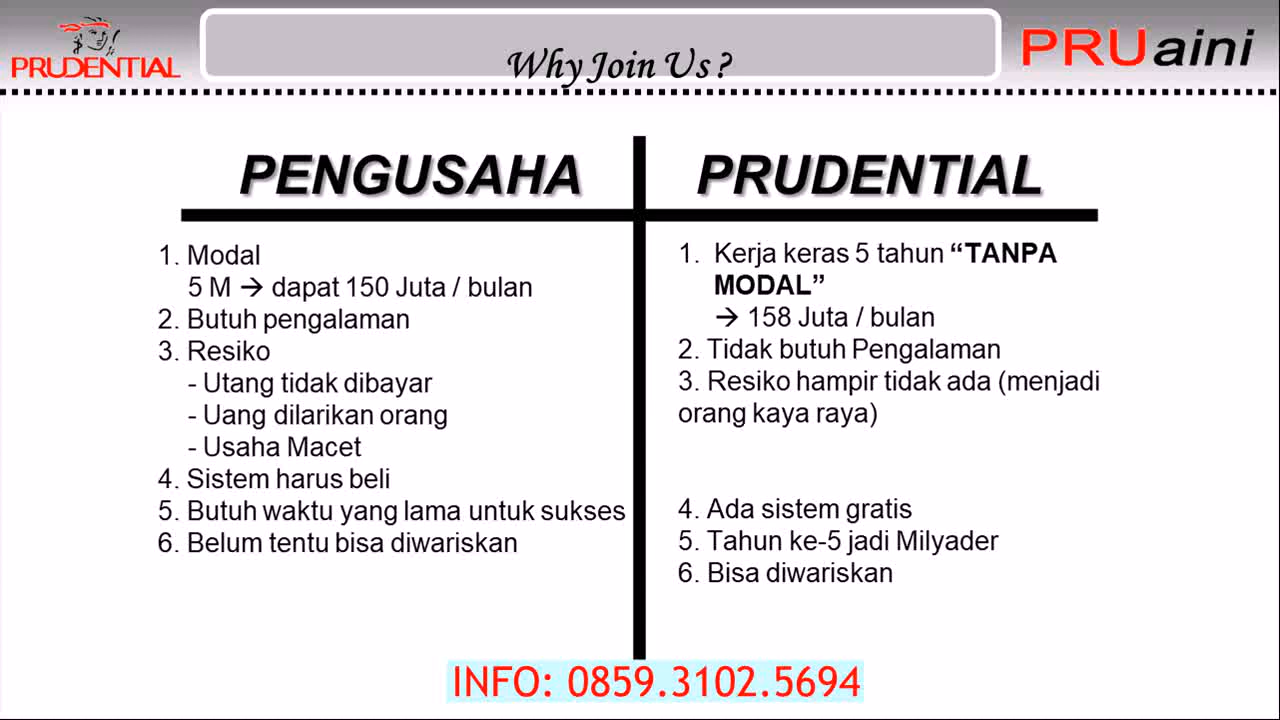 PRUDENTIAL
Why Join Us ?
PRUaini
PENGUSAHA
1. Modal
5 M → dapat 150 Juta / bulan
2. Butuh pengalaman
3. Resiko
- Utang tidak dibayar
- Uang dilarikan orang
- Usaha Macet
4. Sistem harus beli
5. Butuh waktu yang lama untuk sukses
6. Belum tentu bisa diwariskan
PRUDENTIAL
1. Kerja keras 5 tahun “TANPA
MODAL”
→ 158 Juta / bulan
2. Tidak butuh Pengalaman
3. Resiko hampir tidak ada (menjadi
orang kaya raya)
4. Ada sistem gratis
5. Tahun ke-5 jadi Milyader
6. Bisa diwariskan
INFO: 0859.3102.5694